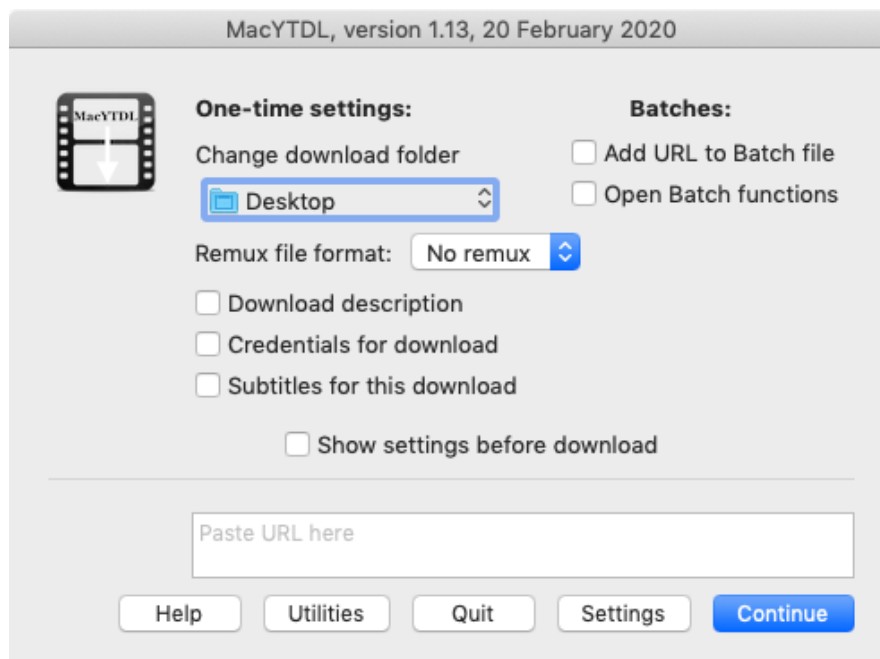 MacYTDL, version 1.13, 20 February 2020
MacYTDL
One-time settings:
Batches:
Change download folder
Add URL to Batch file
Desktop
Open Batch functions
Remux file format: No remux
Download description
Credentials for download
Subtitles for this download
Show settings before download
Paste URL here
Help Utilities Quit Settings Continue